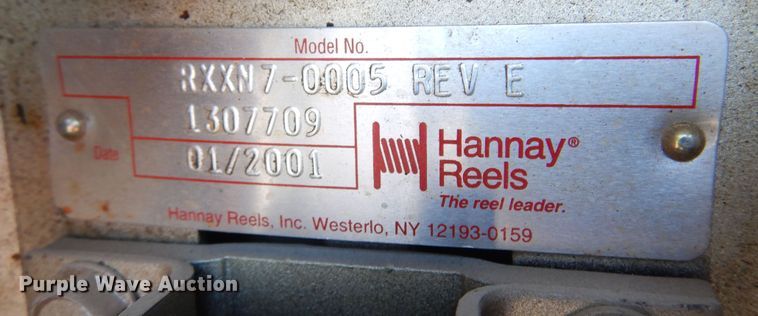 Model No.
RXXN7-0005 REV E
1307709
Date 01/2001
Hannay®
Reels
The reel leader.
Hannay Reels, Inc. Westerlo, NY 12193-0159
Purple Wave Auction